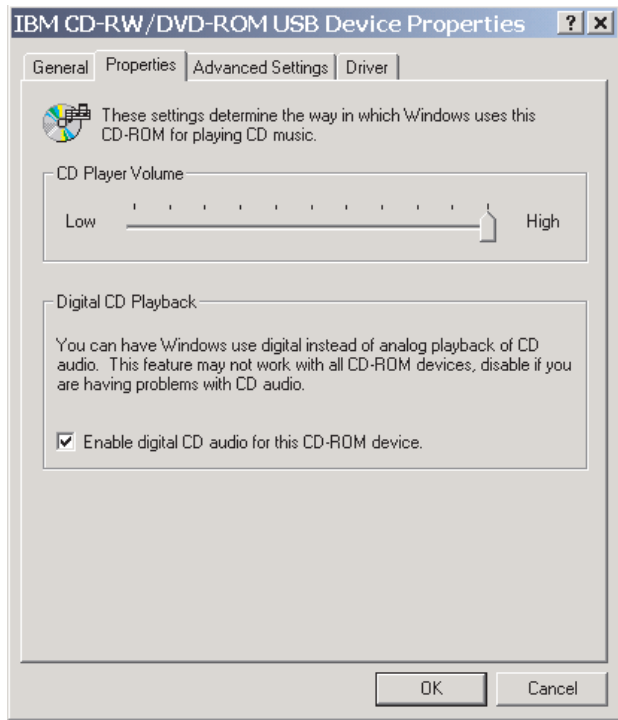 IBM CD-RW/DVD-ROM USB Device Properties
General Properties Advanced Settings Driver
These settings determine the way in which Windows uses this
CD-ROM for playing CD music.
CD Player Volume
Low High
Digital CD Playback
You can have Windows use digital instead of analog playback of CD
audio. This feature may not work with all CD-ROM devices, disable if you
are having problems with CD audio.
Enable digital CD audio for this CD-ROM device.
OK Cancel